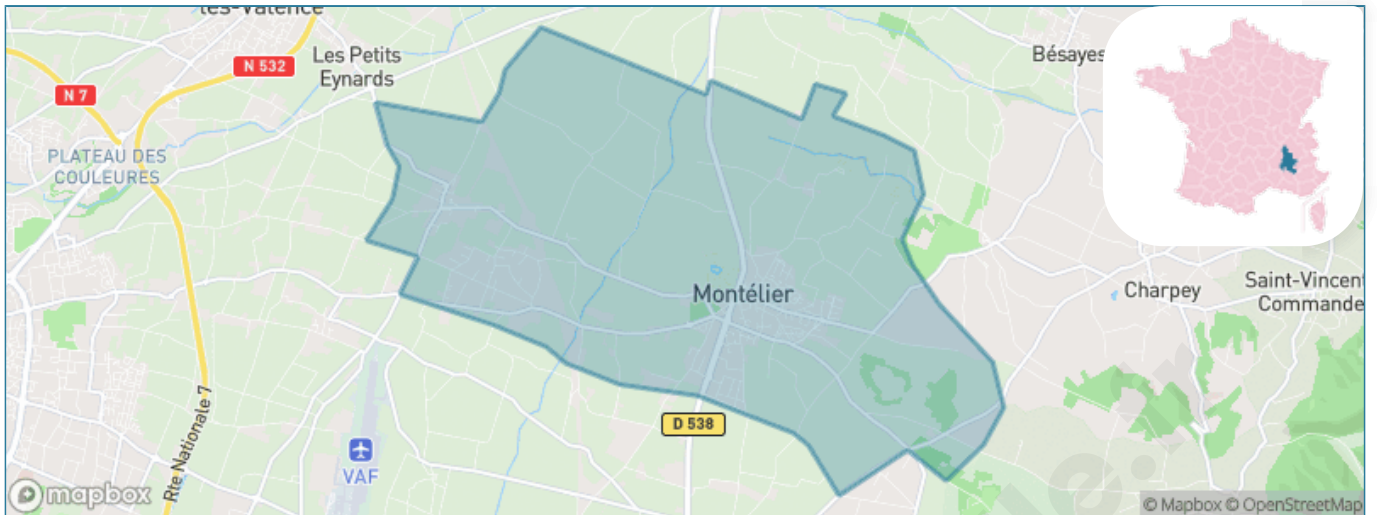 lès-Valence
Les Petits
Eynards
N 532
N 7
PLATEAU DES
COULEURES
Bésayes
Montélier
Charpey
Saint-Vincent
Commande
D 538
Rte Nationale 7
VAF
mapbox
© Mapbox © OpenStreetMap